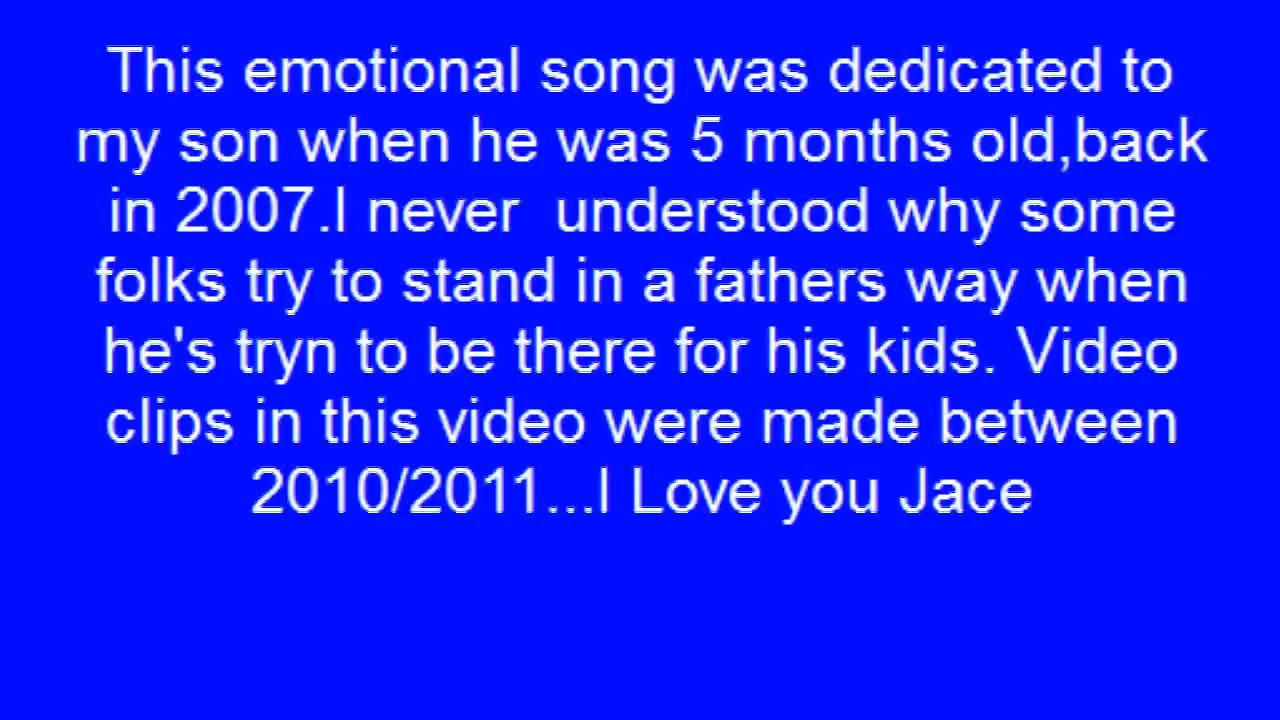 This emotional song was dedicated to
my son when he was 5 months old,back
in 2007.I never  understood why some
folks try to stand in a fathers way when
he's tryn to be there for his kids. Video
clips in this video were made between
2010/2011...I Love you Jace